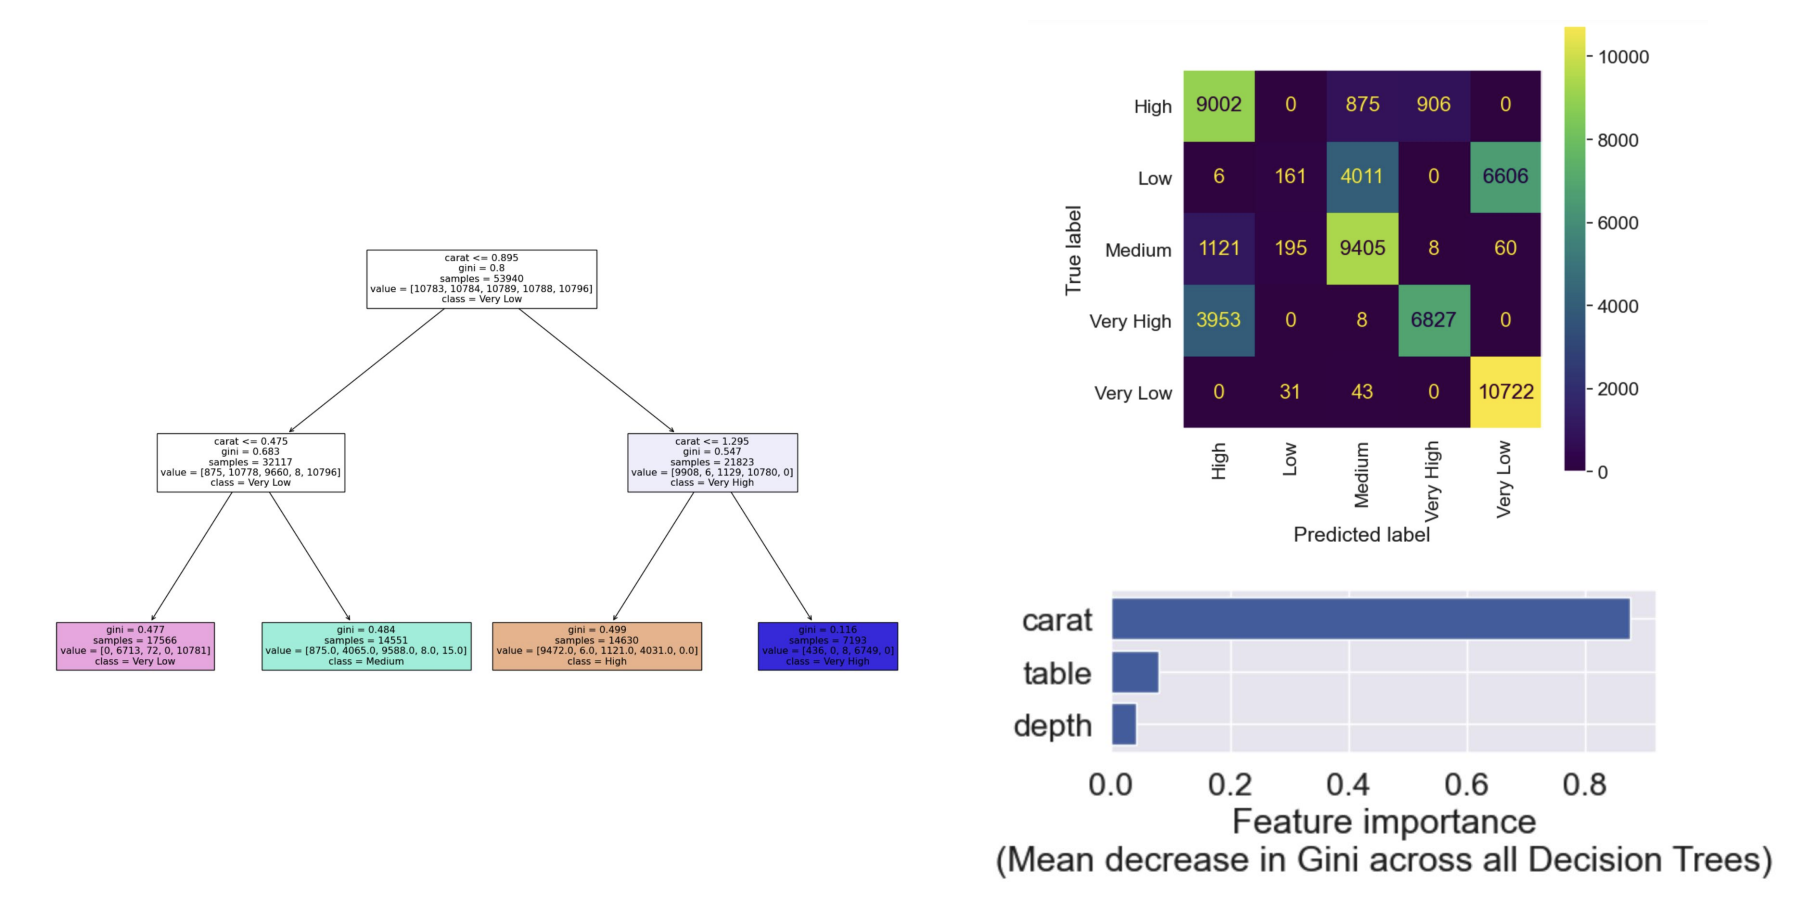 carat <= 0.895
gini = 0.8
samples = 53940
value = [10783, 10784, 10789, 10788, 10796]
class = Very Low
carat <= 0.475
gini = 0.683
samples = 32117
value = [875, 10778, 9660, 8, 10796]
class = Very Low
carat <= 1.295
gini = 0.547
samples = 21823
value = [9908, 6, 1129, 10780, 0]
class = Very High
gini = 0.477
samples = 17566
value = [0, 6713, 72, 0, 10781]
class = Very Low
gini = 0.484
samples = 14551
value = [875.0, 4065.0, 9588.0, 8.0, 15.0]
class = Medium
gini = 0.499
samples = 14630
value = [9472.0, 6.0, 1121.0, 4031.0, 0.0]
class = High
gini = 0.116
samples = 7193
value = [436, 0, 8, 6749, 0]
class = Very High
True label
High 9002 0 875 906 0
Low 6 161 4011 0 6606
Medium 1121 195 9405 8 60
Very High 3953 0 8 6827 0
Very Low 0 31 43 0 10722
High Low Medium Very High Very Low
Predicted label
10000
8000
6000
4000
2000
0
carat
table
depth
0.0 0.2 0.4 0.6 0.8
Feature importance
(Mean decrease in Gini across all Decision Trees)